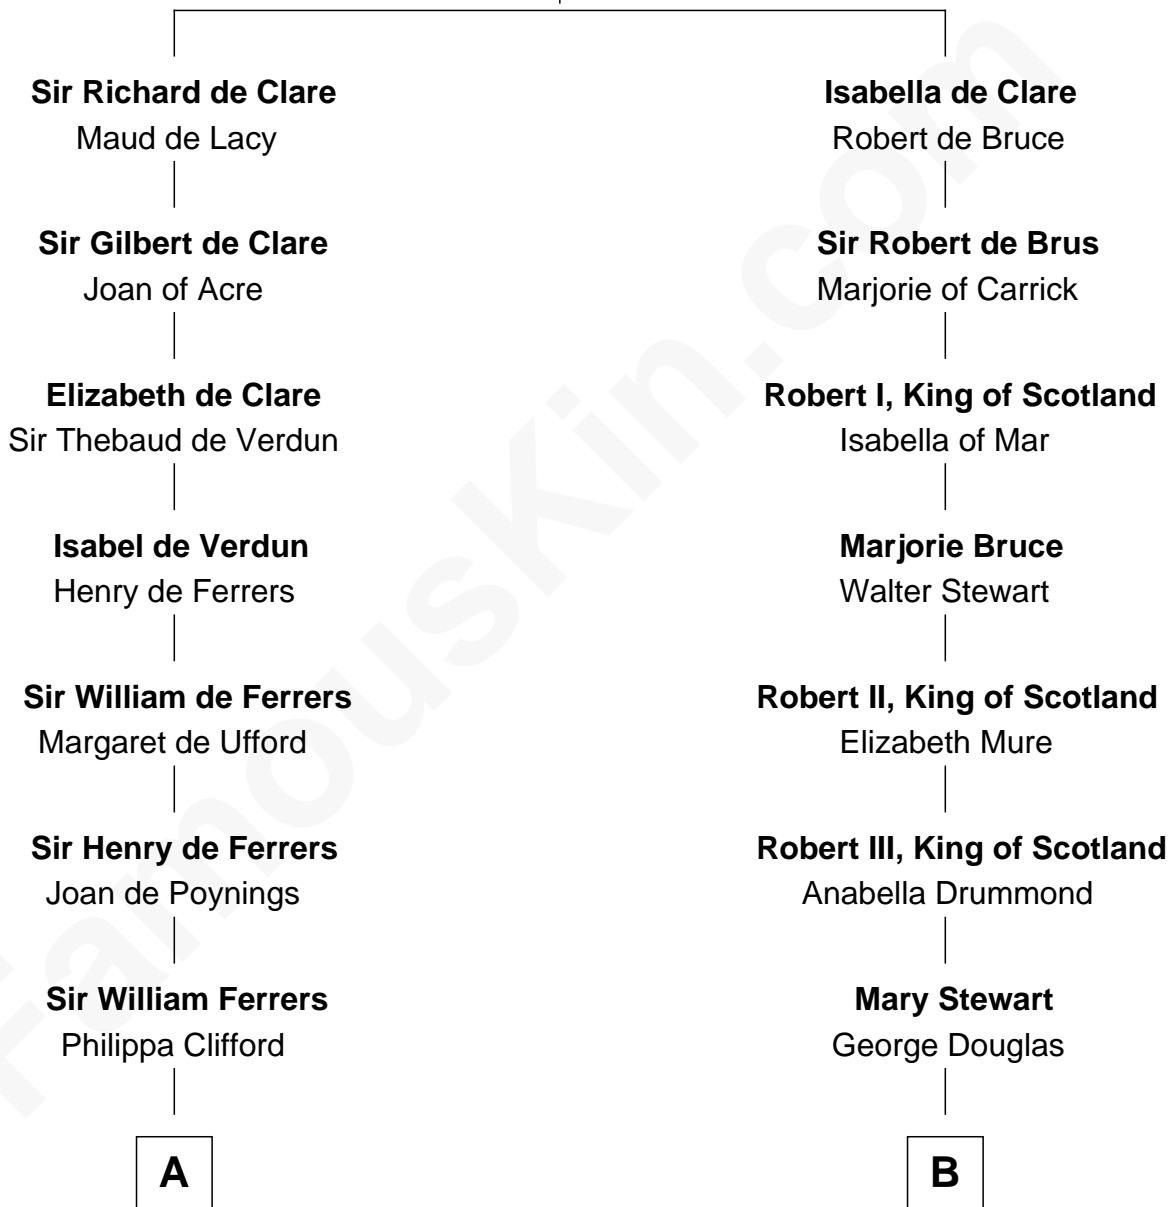 Sir Richard de Clare
Maud de Lacy
Sir Gilbert de Clare
Joan of Acre
Elizabeth de Clare
Sir Thebaud de Verdun
Isabel de Verdun
Henry de Ferrers
Sir William de Ferrers
Margaret de Ufford
Sir Henry de Ferrers
Joan de Poynings
Sir William Ferrers
Philippa Clifford
A
Isabella de Clare
Robert de Bruce
Sir Robert de Brus
Marjorie of Carrick
Robert I, King of Scotland
Isabella of Mar
Marjorie Bruce
Walter Stewart
Robert II, King of Scotland
Elizabeth Mure
Robert III, King of Scotland
Anabella Drummond
Mary Stewart
George Douglas
B
FamousKin.com